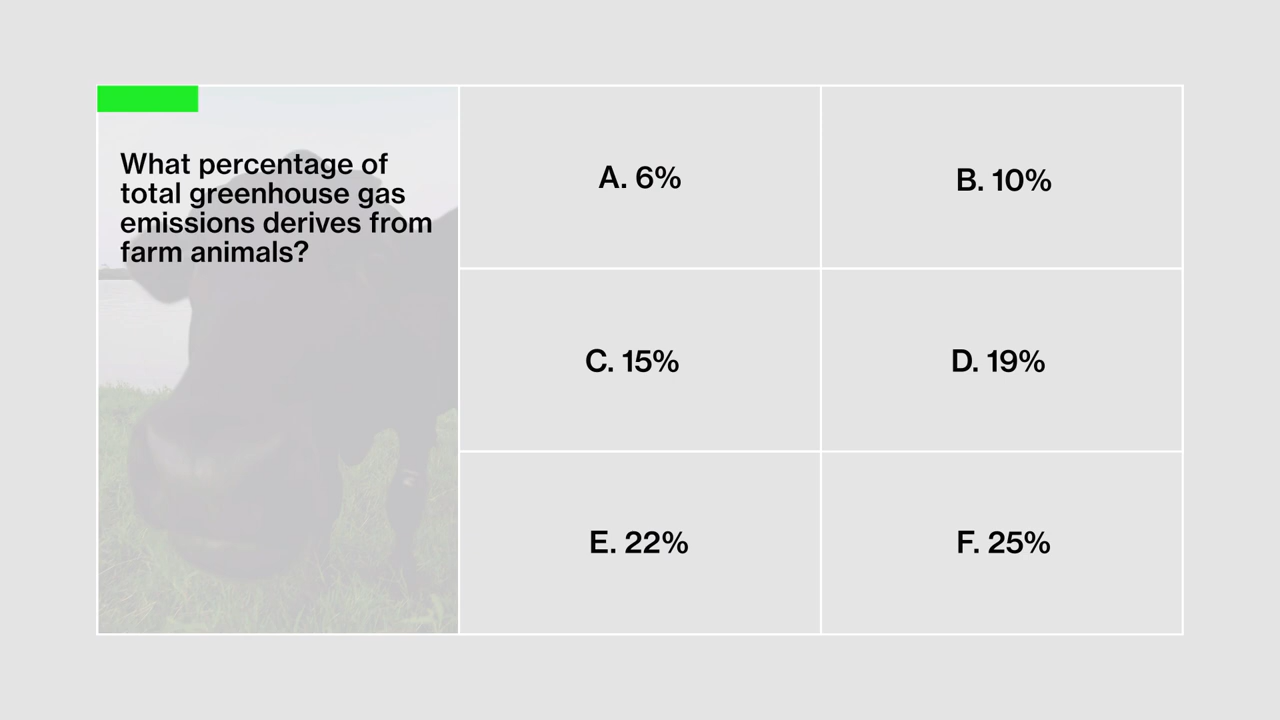 What percentage of
total greenhouse gas
emissions derives from
farm animals?
A. 6%
B. 10%
C. 15%
D. 19%
E. 22%
F. 25%